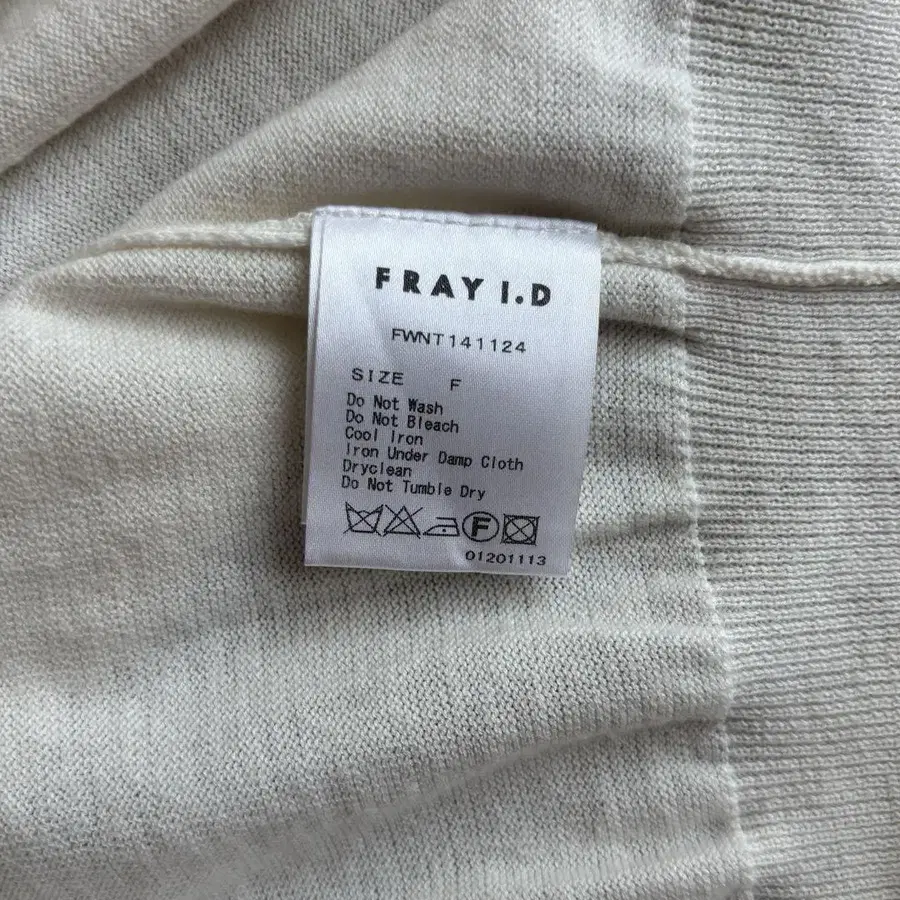 FRAY I.D
FWNT141124
SIZE F
Do Not Wash
Do Not Bleach
Cool Iron
Iron Under Damp Cloth
Dryclean
Do Not Tumble Dry
F
01201113